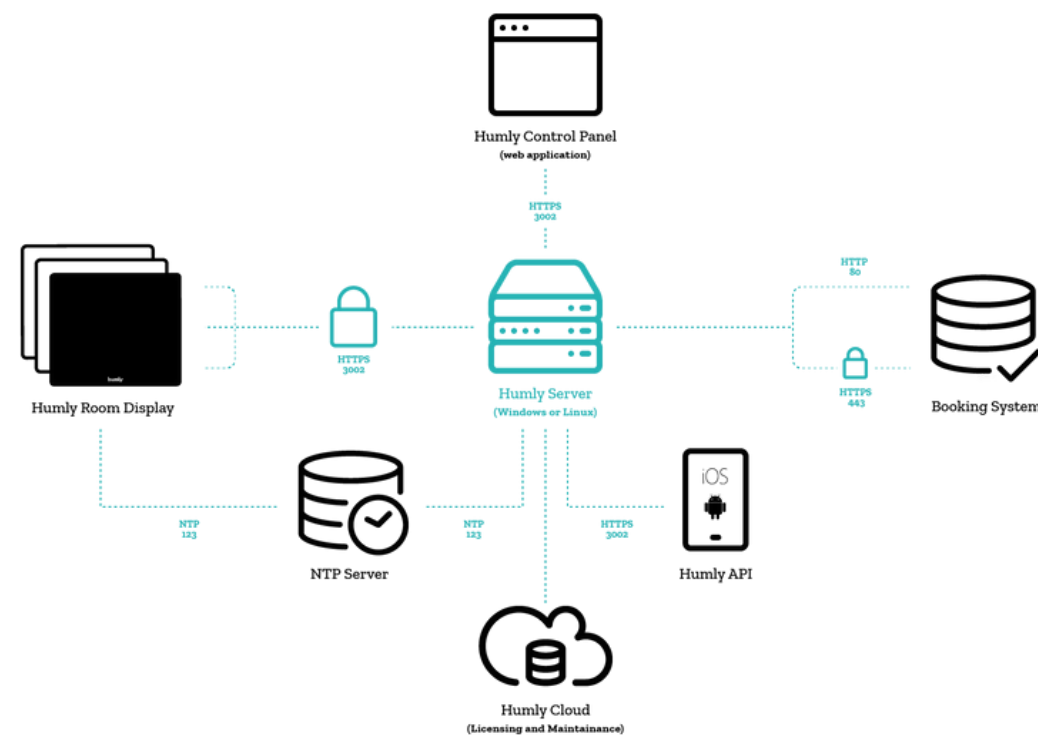 Humly Control Panel
(web application)
HTTPS
3002
HTTP
80
HTTPS
3002
HTTPS
443
humly
Humly Room Display
Humly Server
(Windows or Linux)
Booking System
iOS
NTP
123
NTP
123
HTTPS
3002
NTP Server
Humly API
Humly Cloud
(Licensing and Maintainance)